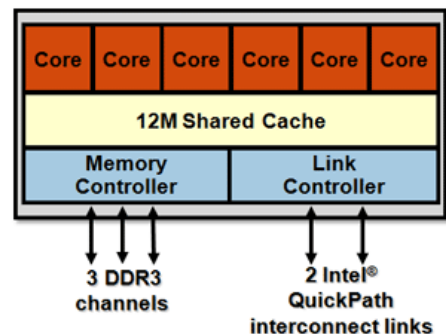 Core Core Core Core Core Core
12M Shared Cache
Memory Link
Controller Controller
3 DDR3
channels
2 Intel®
QuickPath
interconnect links